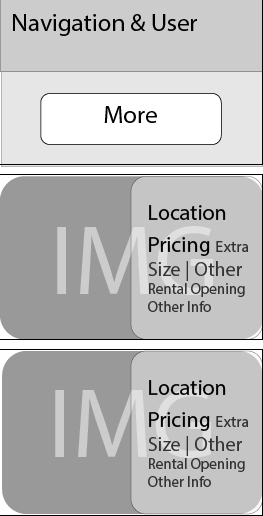 Navigation & User
More
IMG
Location
Pricing Extra
Size | Other
Rental Opening
Other Info
IMG
Location
Pricing Extra
Size | Other
Rental Opening
Other Info